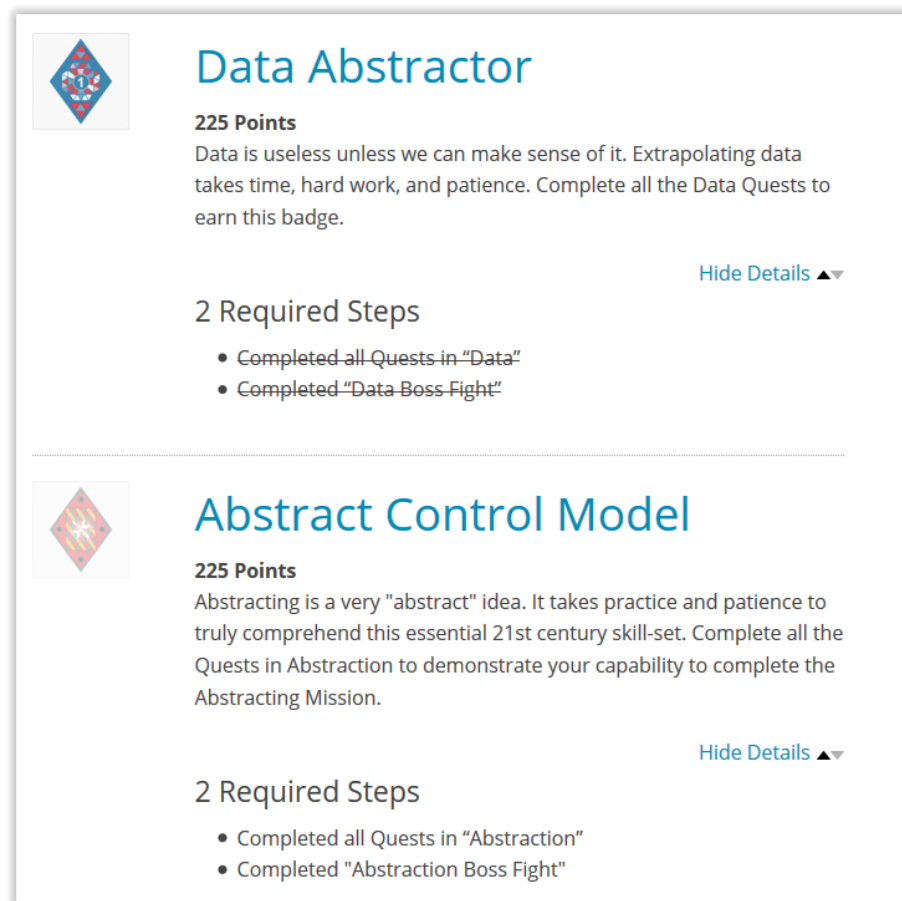 1
Data Abstractor
225 Points
Data is useless unless we can make sense of it. Extrapolating data
takes time, hard work, and patience. Complete all the Data Quests to
earn this badge.
Hide Details
2 Required Steps
Completed all Quests in “Data”
Completed “Data Boss Fight”
Abstract Control Model
225 Points
Abstracting is a very "abstract" idea. It takes practice and patience to
truly comprehend this essential 21st century skill-set. Complete all the
Quests in Abstraction to demonstrate your capability to complete the
Abstracting Mission.
Hide Details
2 Required Steps
Completed all Quests in “Abstraction”
Completed "Abstraction Boss Fight"